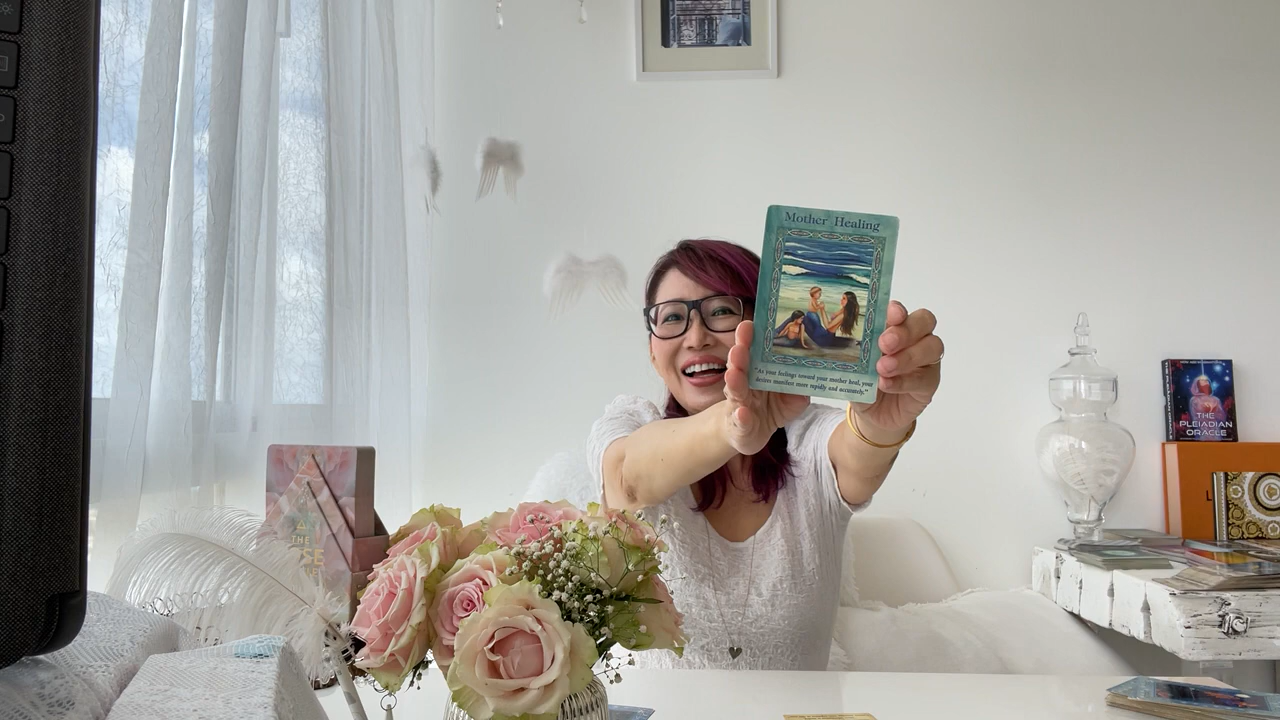 Mother Healing
"As your feelings toward your mother heal, your
desires manifest more rapidly and accurately."
THE
PLEIADIAN
ORACLE
THE